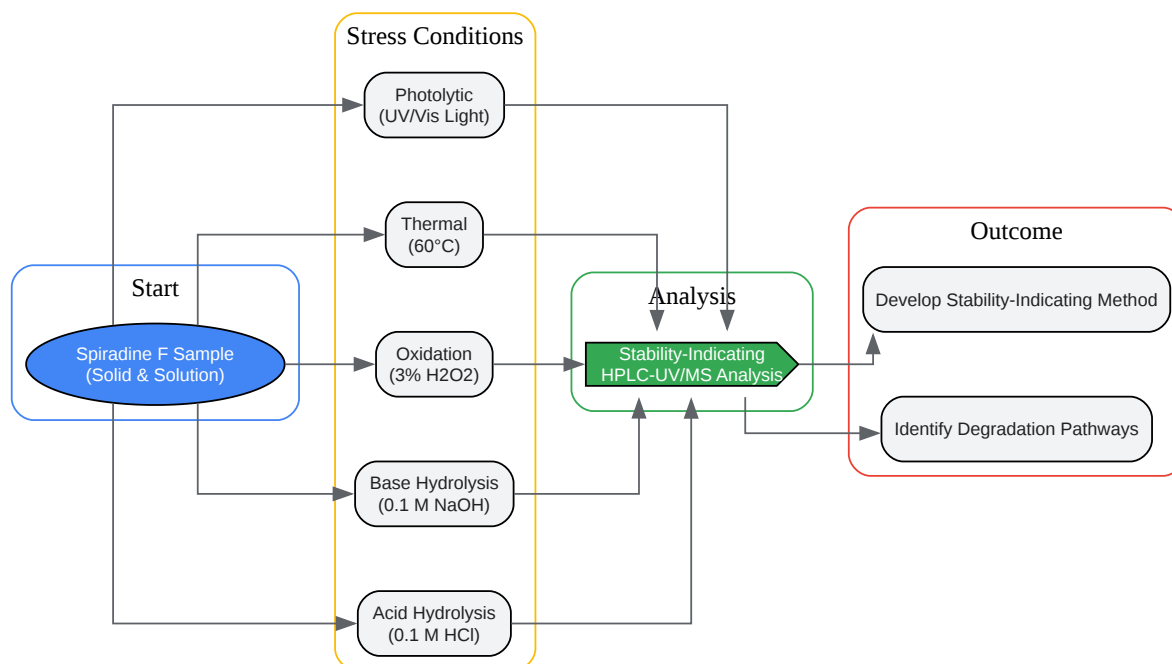 Stress Conditions
Photolytic
(UV/Vis Light)
Thermal
(60°C)
Start
Spiradine F Sample
(Solid & Solution)
Oxidation
(3% H2O2)
Base Hydrolysis
(0.1 M NaOH)
Acid Hydrolysis
(0.1 M HCl)
Analysis
Stability-Indicating
HPLC-UV/MS Analysis
Outcome
Develop Stability-Indicating Method
Identify Degradation Pathways